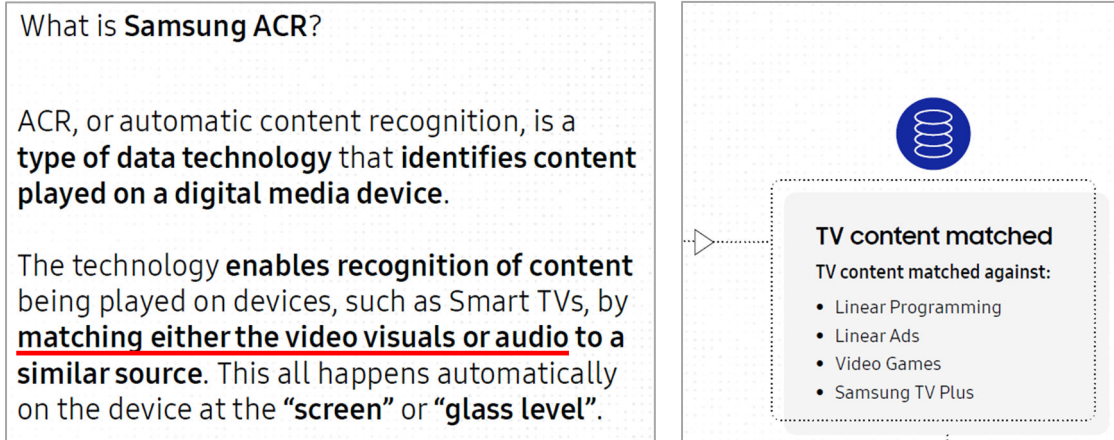 What is Samsung ACR?
ACR, or automatic content recognition, is a
type of data technology that identifies content
played on a digital media device.
The technology enables recognition of content
being played on devices, such as Smart TVs, by
matching either the video visuals or audio to a
similar source. This all happens automatically
on the device at the “screen” or “glass level”.
TV content matched
TV content matched against:
• Linear Programming
• Linear Ads
• Video Games
• Samsung TV Plus